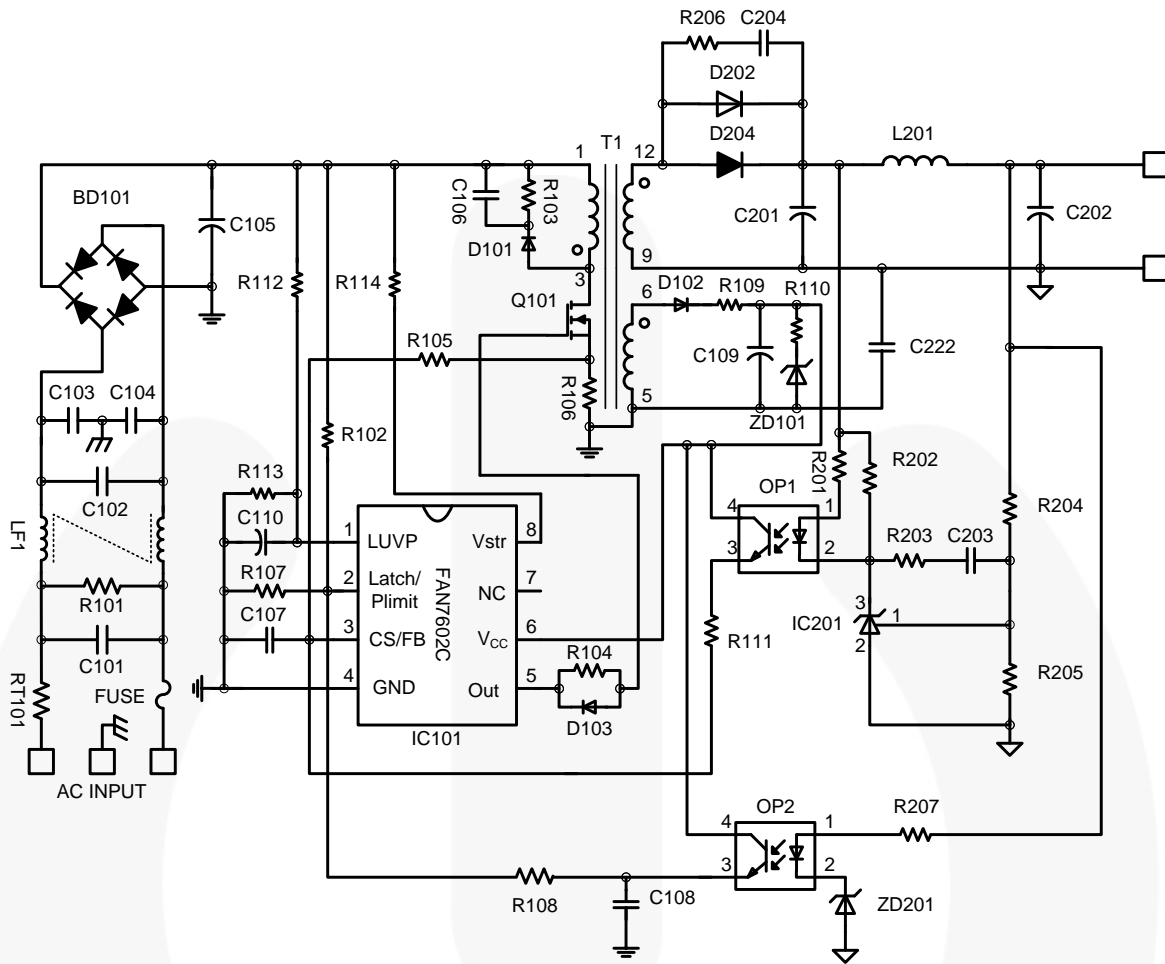 R206
C204
D202
D204
T1
1
12
L201
BD101
C105
C106
R103
D101
C201
C202
3
9
R112
R114
Q101
6
D102
R109
R110
R105
C109
C222
R106
5
ZD101
C103
C104
R102
R201
R202
C102
R113
OP1
R204
LF1
C110
1
LUVP
Vstr
8
4
1
3
2
R203
C203
R107
2
Latch/
Plimit
FAN7602C
NC
7
R101
C107
3
CS/FB
VCC
6
R111
IC201
3
1
2
C101
R104
RT101
FUSE
4
GND
Out
5
D103
R205
IC101
AC INPUT
OP2
4
1
R207
3
2
R108
C108
ZD201